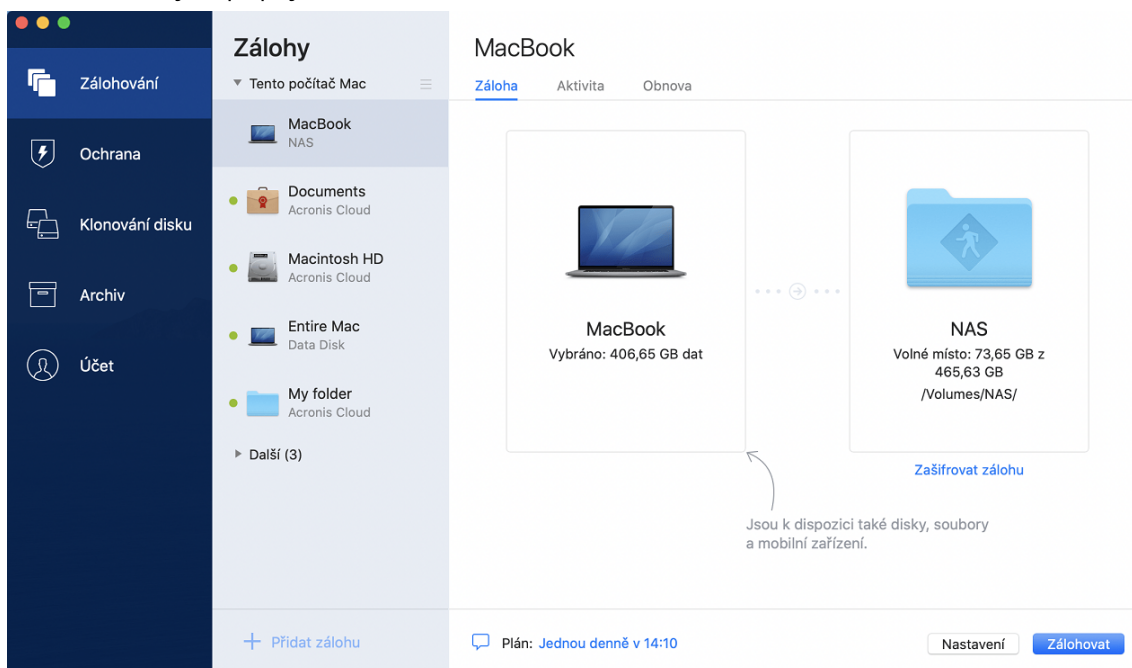 Zálohování
Ochrana
Klonování disku
Archiv
Účet
Zálohy
Tento počítač Mac
MacBook
NAS
Documents
Acronis Cloud
Macintosh HD
Acronis Cloud
Entire Mac
Data Disk
My folder
Acronis Cloud
Další (3)
Přidat zálohu
MacBook
Záloha Aktivita Obnova
MacBook
Vybráno: 406,65 GB dat
NAS
Volné místo: 73,65 GB z
465,63 GB
/Volumes/NAS/
Zašifrovat zálohu
Jsou k dispozici také disky, soubory
a mobilní zařízení.
Plán: Jednou denně v 14:10
Nastavení
Zálohovat